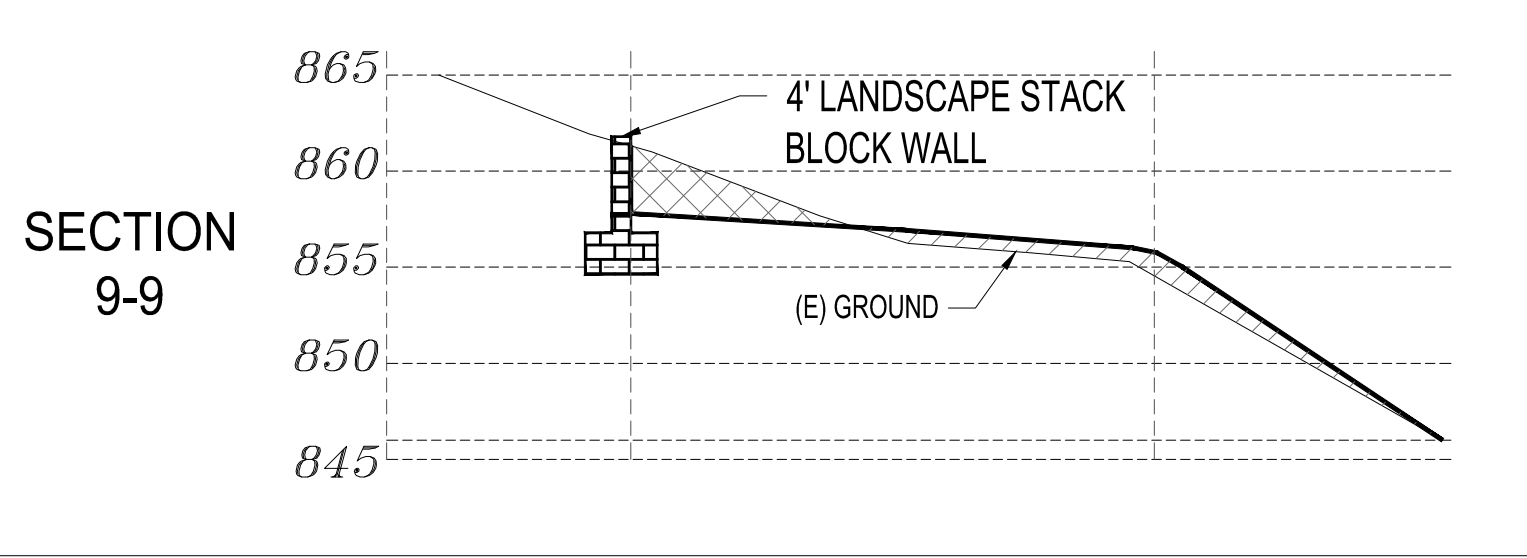 SECTION
9-9
865
860
855
850
845
4' LANDSCAPE STACK
BLOCK WALL
(E) GROUND